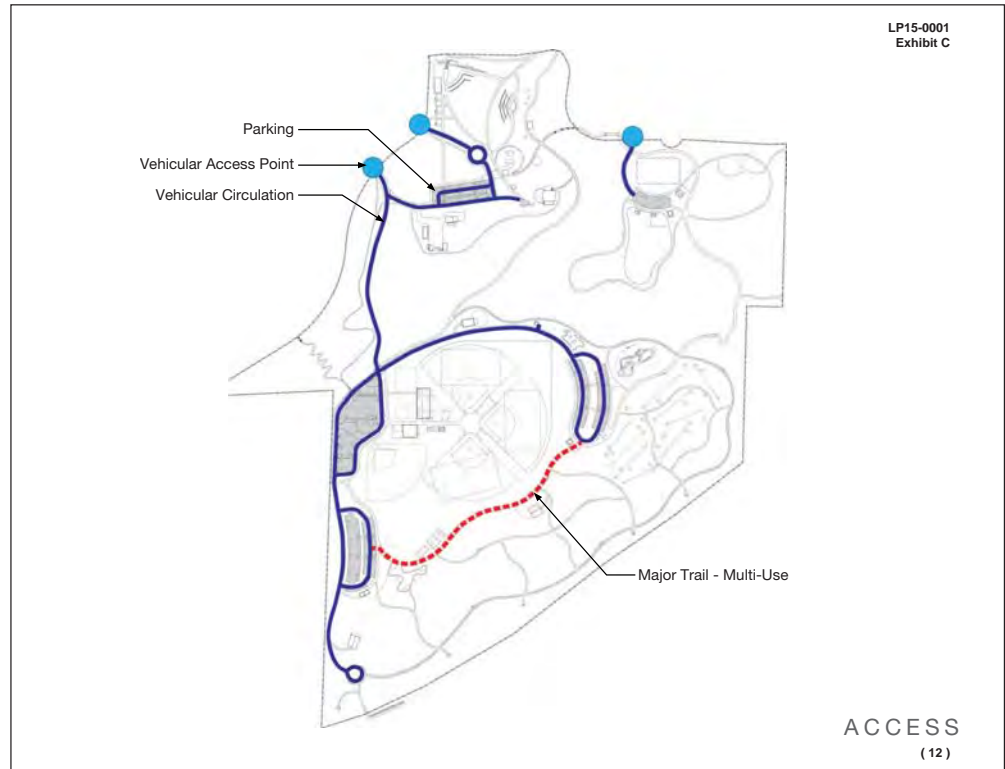 LP15-0001
Exhibit C
Parking
Vehicular Access Point
Vehicular Circulation
Major Trail - Multi-Use
ACCESS
( 12 )